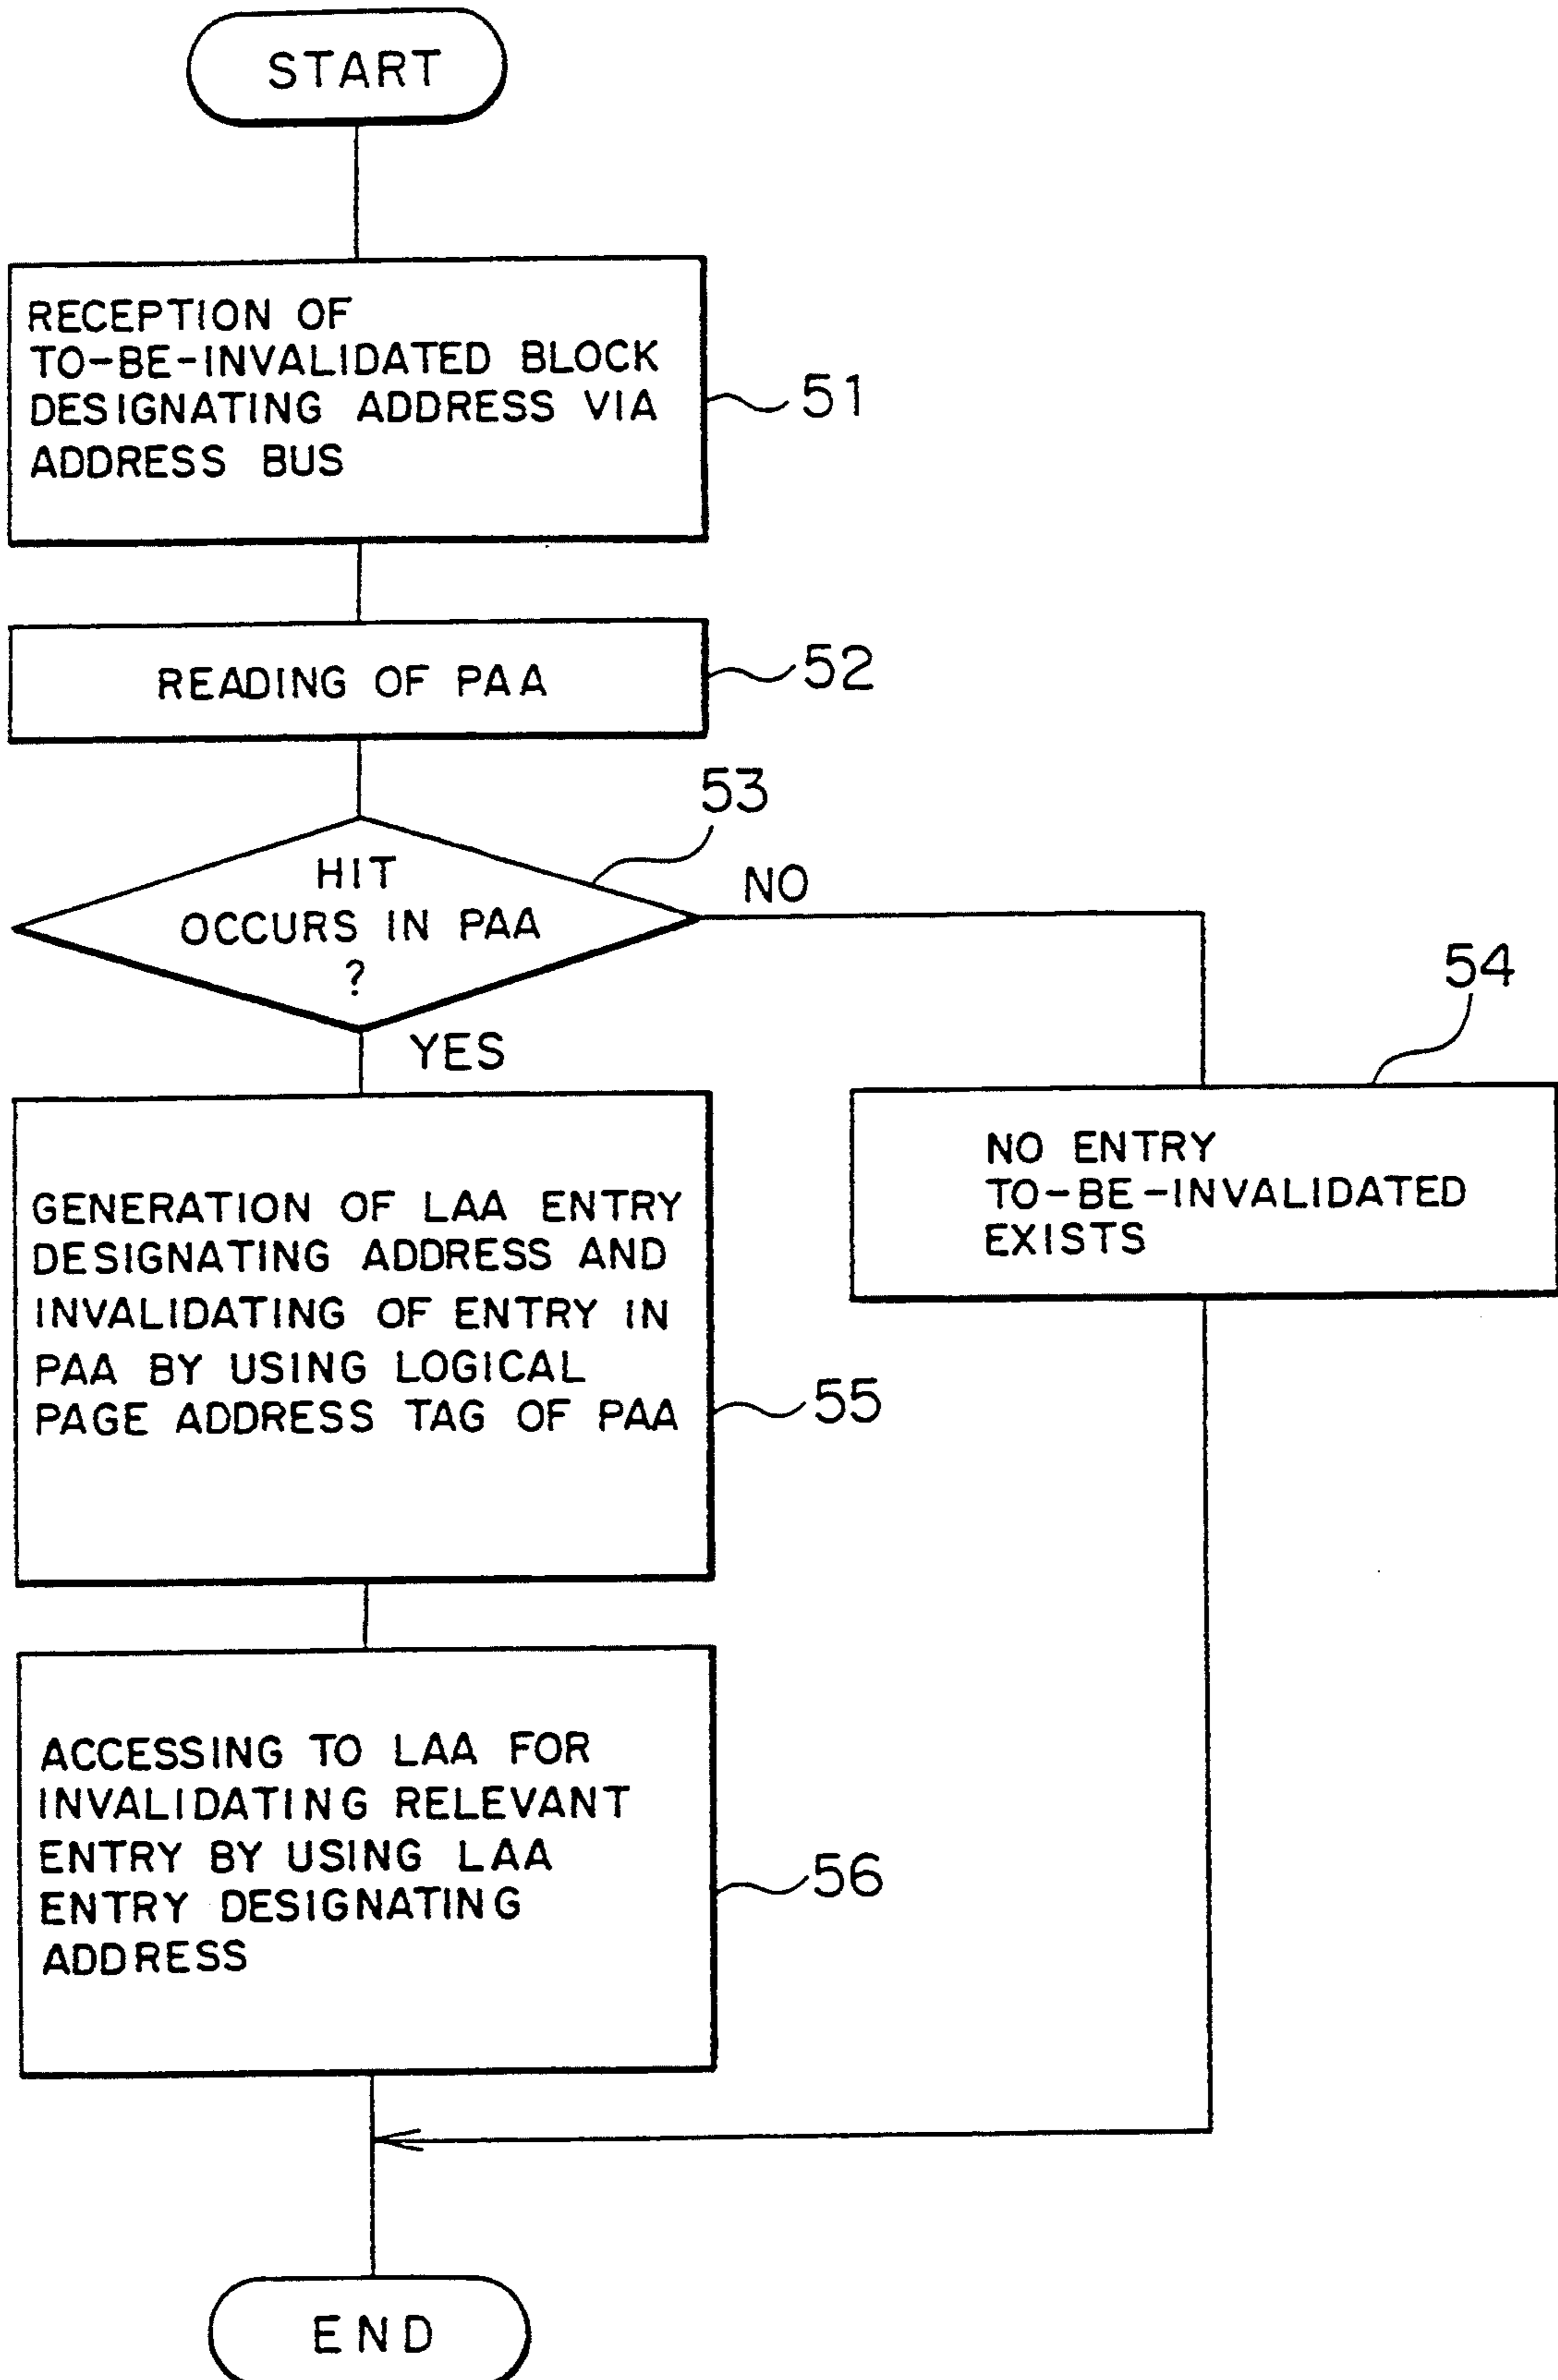 START
RECEPTION OF
TO-BE-INVALIDATED BLOCK
DESIGNATING ADDRESS VIA
ADDRESS BUS
51
READING OF PAA
52
53
HIT
OCCURS IN PAA
?
NO
YES
54
NO ENTRY
TO-BE-INVALIDATED
EXISTS
GENERATION OF LAA ENTRY
DESIGNATING ADDRESS AND
INVALIDATING OF ENTRY IN
PAA BY USING LOGICAL
PAGE ADDRESS TAG OF PAA
55
ACCESSING TO LAA FOR
INVALIDATING RELEVANT
ENTRY BY USING LAA
ENTRY DESIGNATING
ADDRESS
56
END